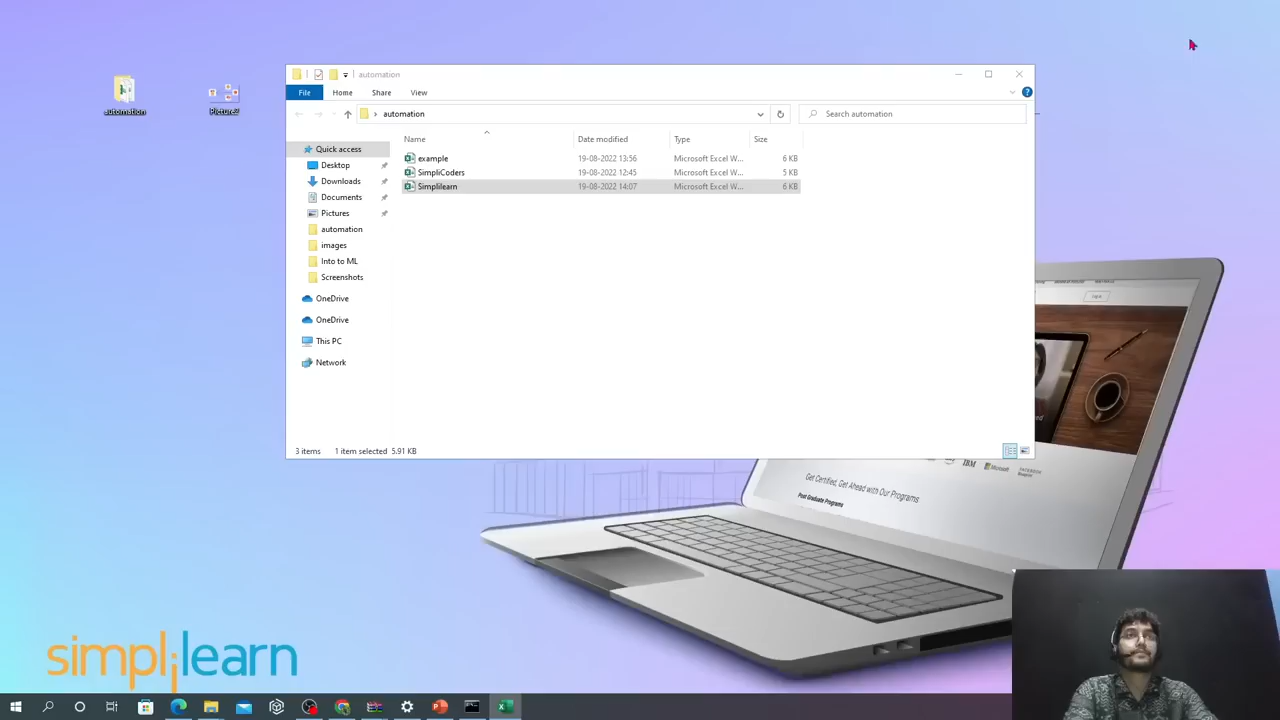 automation
Picture2
automation
File
Home
Share
View
automation
Search automation
Name
Date modified
Type
Size
Quick access
Desktop
Downloads
Documents
Pictures
automation
images
Into to ML
Screenshots
OneDrive
OneDrive
This PC
Network
example
19-08-2022 13:56
Microsoft Excel W...
6 KB
SimpliCoders
19-08-2022 12:45
Microsoft Excel W...
5 KB
Simplilearn
19-08-2022 14:07
Microsoft Excel W...
6 KB
3 items
1 item selected 5.91 KB
IBM
Microsoft
Get Certified, Get Ahead with Our Programs
Post Graduate Programs
simplilearn